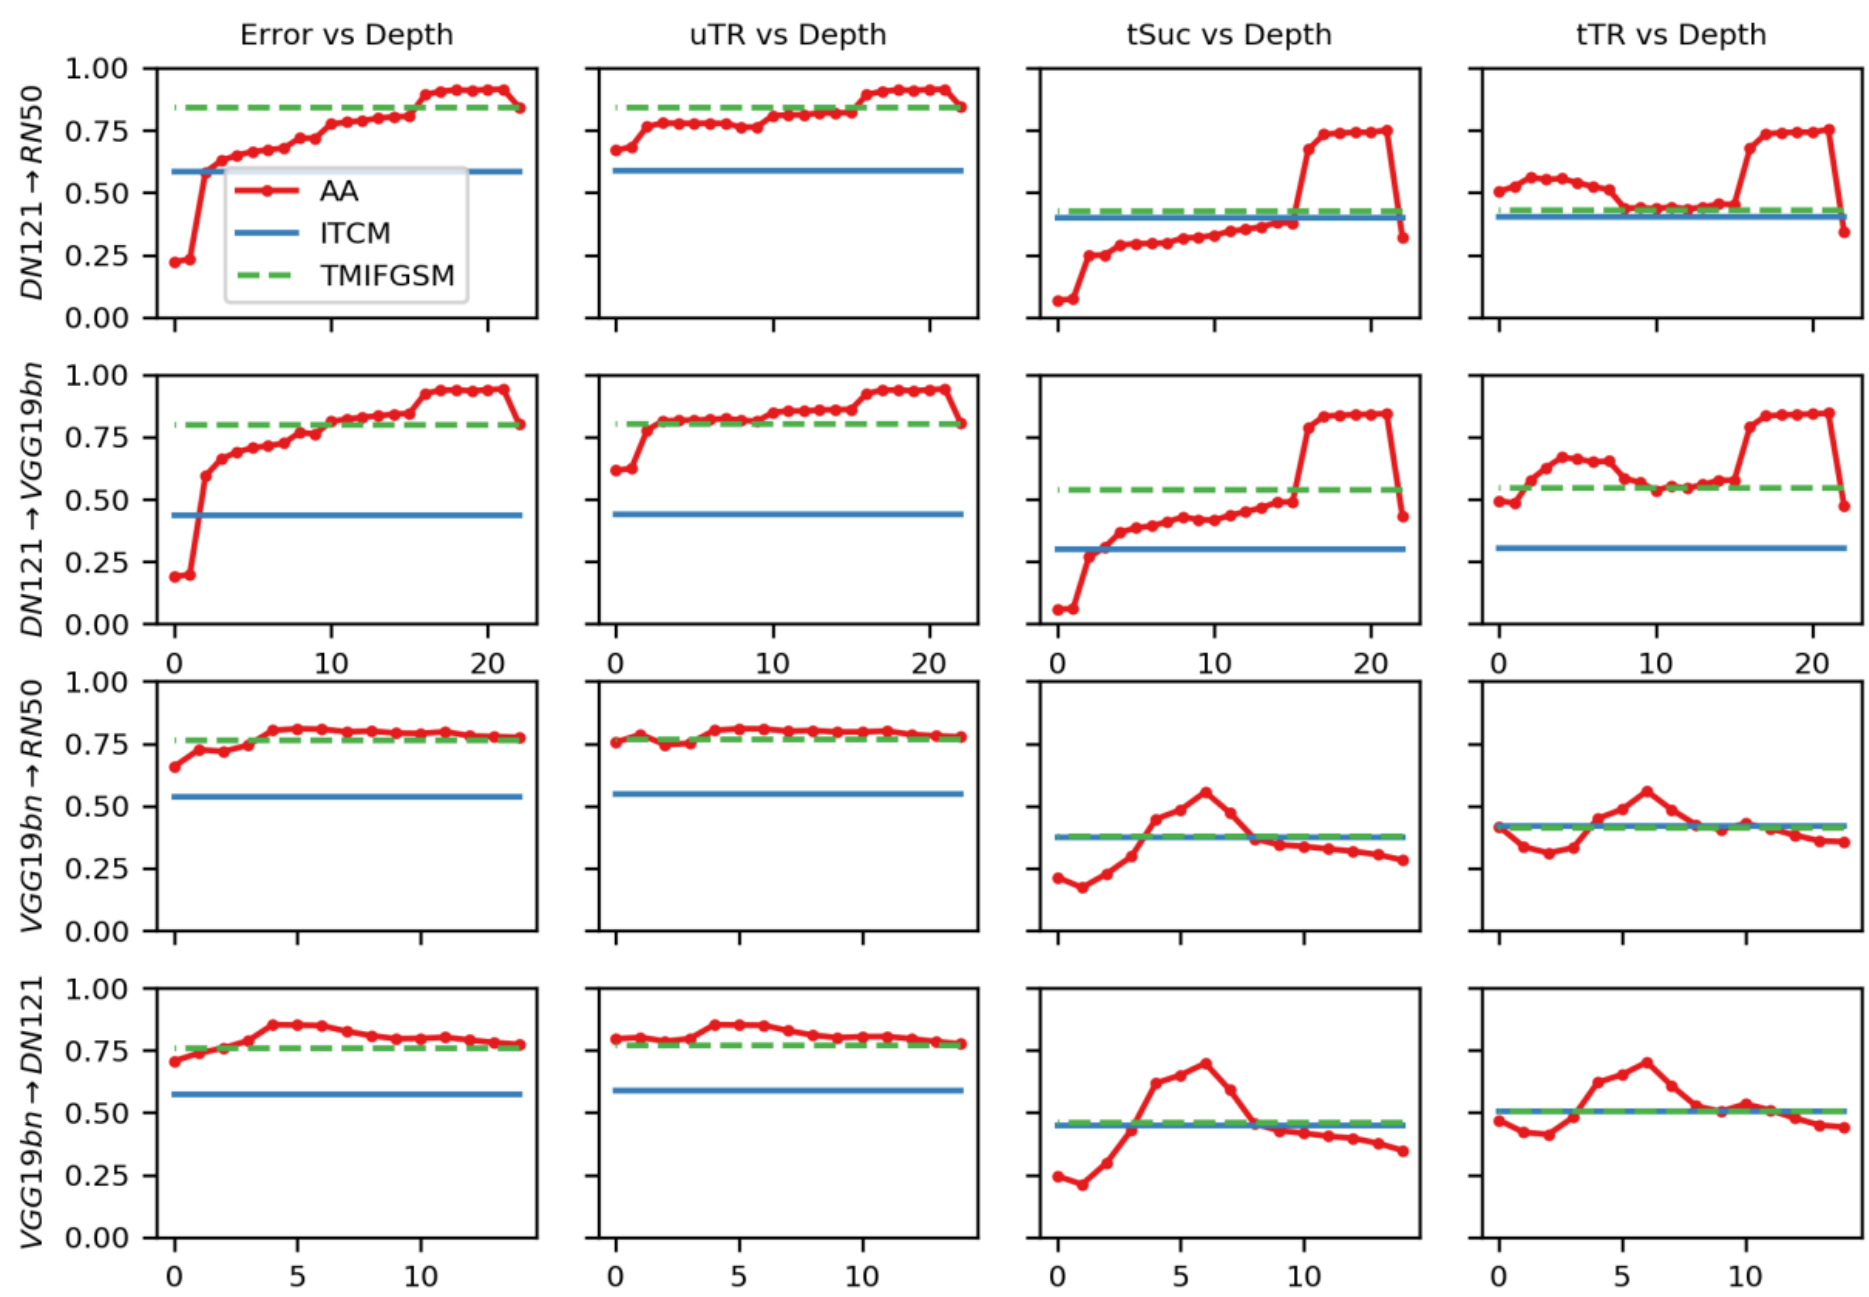 Error vs Depth uTR vs Depth tSuc vs Depth tTR vs Depth
DN121 → RN50
1.00
0.75
0.50
0.25
0.00
AA
ITCM
TMIFGSM
DN121 → VGG19bn
1.00
0.75
0.50
0.25
0.00
0 10 20 0 10 20 0 10 20 0 10 20
VGG19bn → RN50
1.00
0.75
0.50
0.25
0.00
VGG19bn → DN121
1.00
0.75
0.50
0.25
0.00
0 5 10 0 5 10 0 5 10 0 5 10